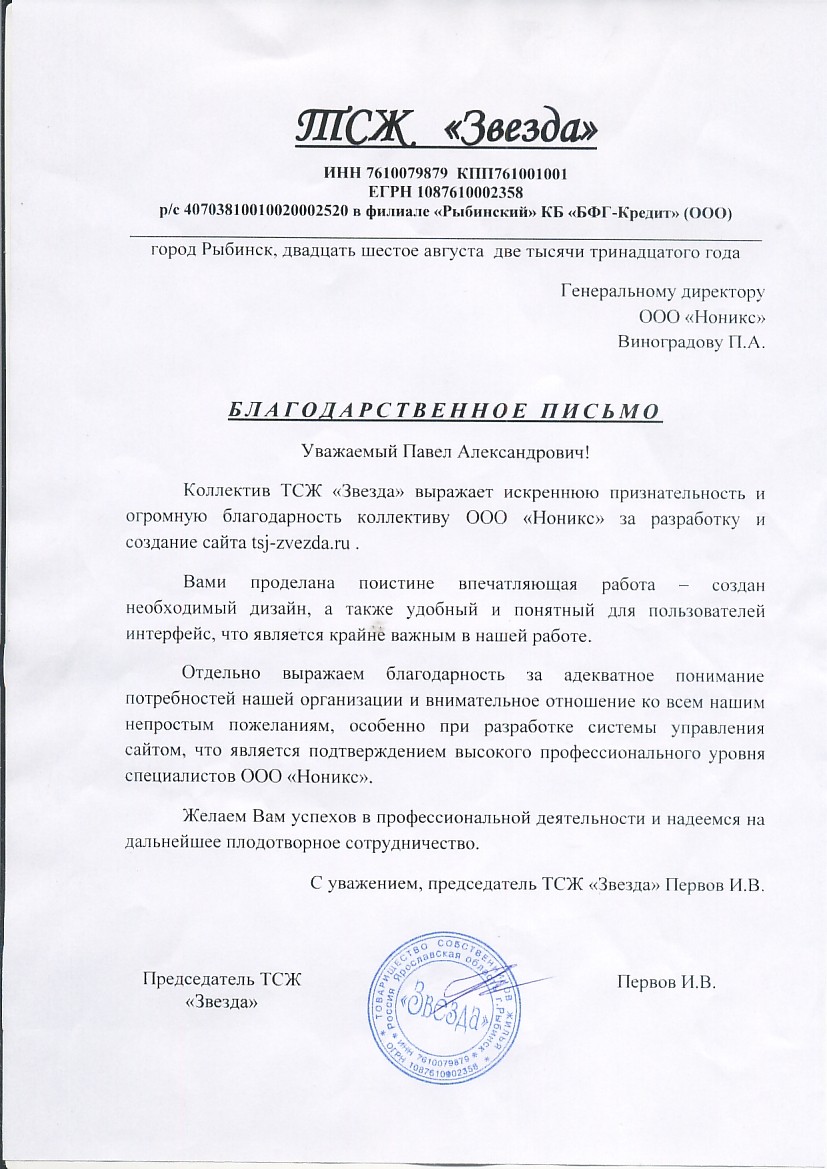 ТСЖ «Звезда»
ИНН 7610079879 КПП761001001
ЕГРН 1087610002358
р/с 40703810010020002520 в филиале «Рыбинский» КБ «БФГ-Кредит» (ООО)
город Рыбинск, двадцать шестое августа две тысячи тринадцатого года
Генеральному директору
ООО «Ноникс»
Виноградову П.А.
БЛАГОДАРСТВЕННОЕ ПИСЬМО
Уважаемый Павел Александрович!
Коллектив ТСЖ «Звезда» выражает искреннюю признательность и
огромную благодарность коллективу ООО «Ноникс» за разработку и
создание сайта tsj-zvezda.ru .
Вами проделана поистине впечатляющая работа – создан
необходимый дизайн, а также удобный и понятный для пользователей
интерфейс, что является крайне важным в нашей работе.
Отдельно выражаем благодарность за адекватное понимание
потребностей нашей организации и внимательное отношение ко всем нашим
непростым пожеланиям, особенно при разработке системы управления
сайтом, что является подтверждением высокого профессионального уровня
специалистов ООО «Ноникс».
Желаем Вам успехов в профессиональной деятельности и надеемся на
дальнейшее плодотворное сотрудничество.
С уважением, председатель ТСЖ «Звезда» Первов И.В.
Председатель ТСЖ
«Звезда»
Первов И.В.
ТОВАРИЩЕСТВО СОБСТВЕННИКОВ ЖИЛЬЯ
* ОГРН 1087610002358 *
Россия Ярославская область г.Рыбинск
* ИНН 7610079879 *
«Звезда»